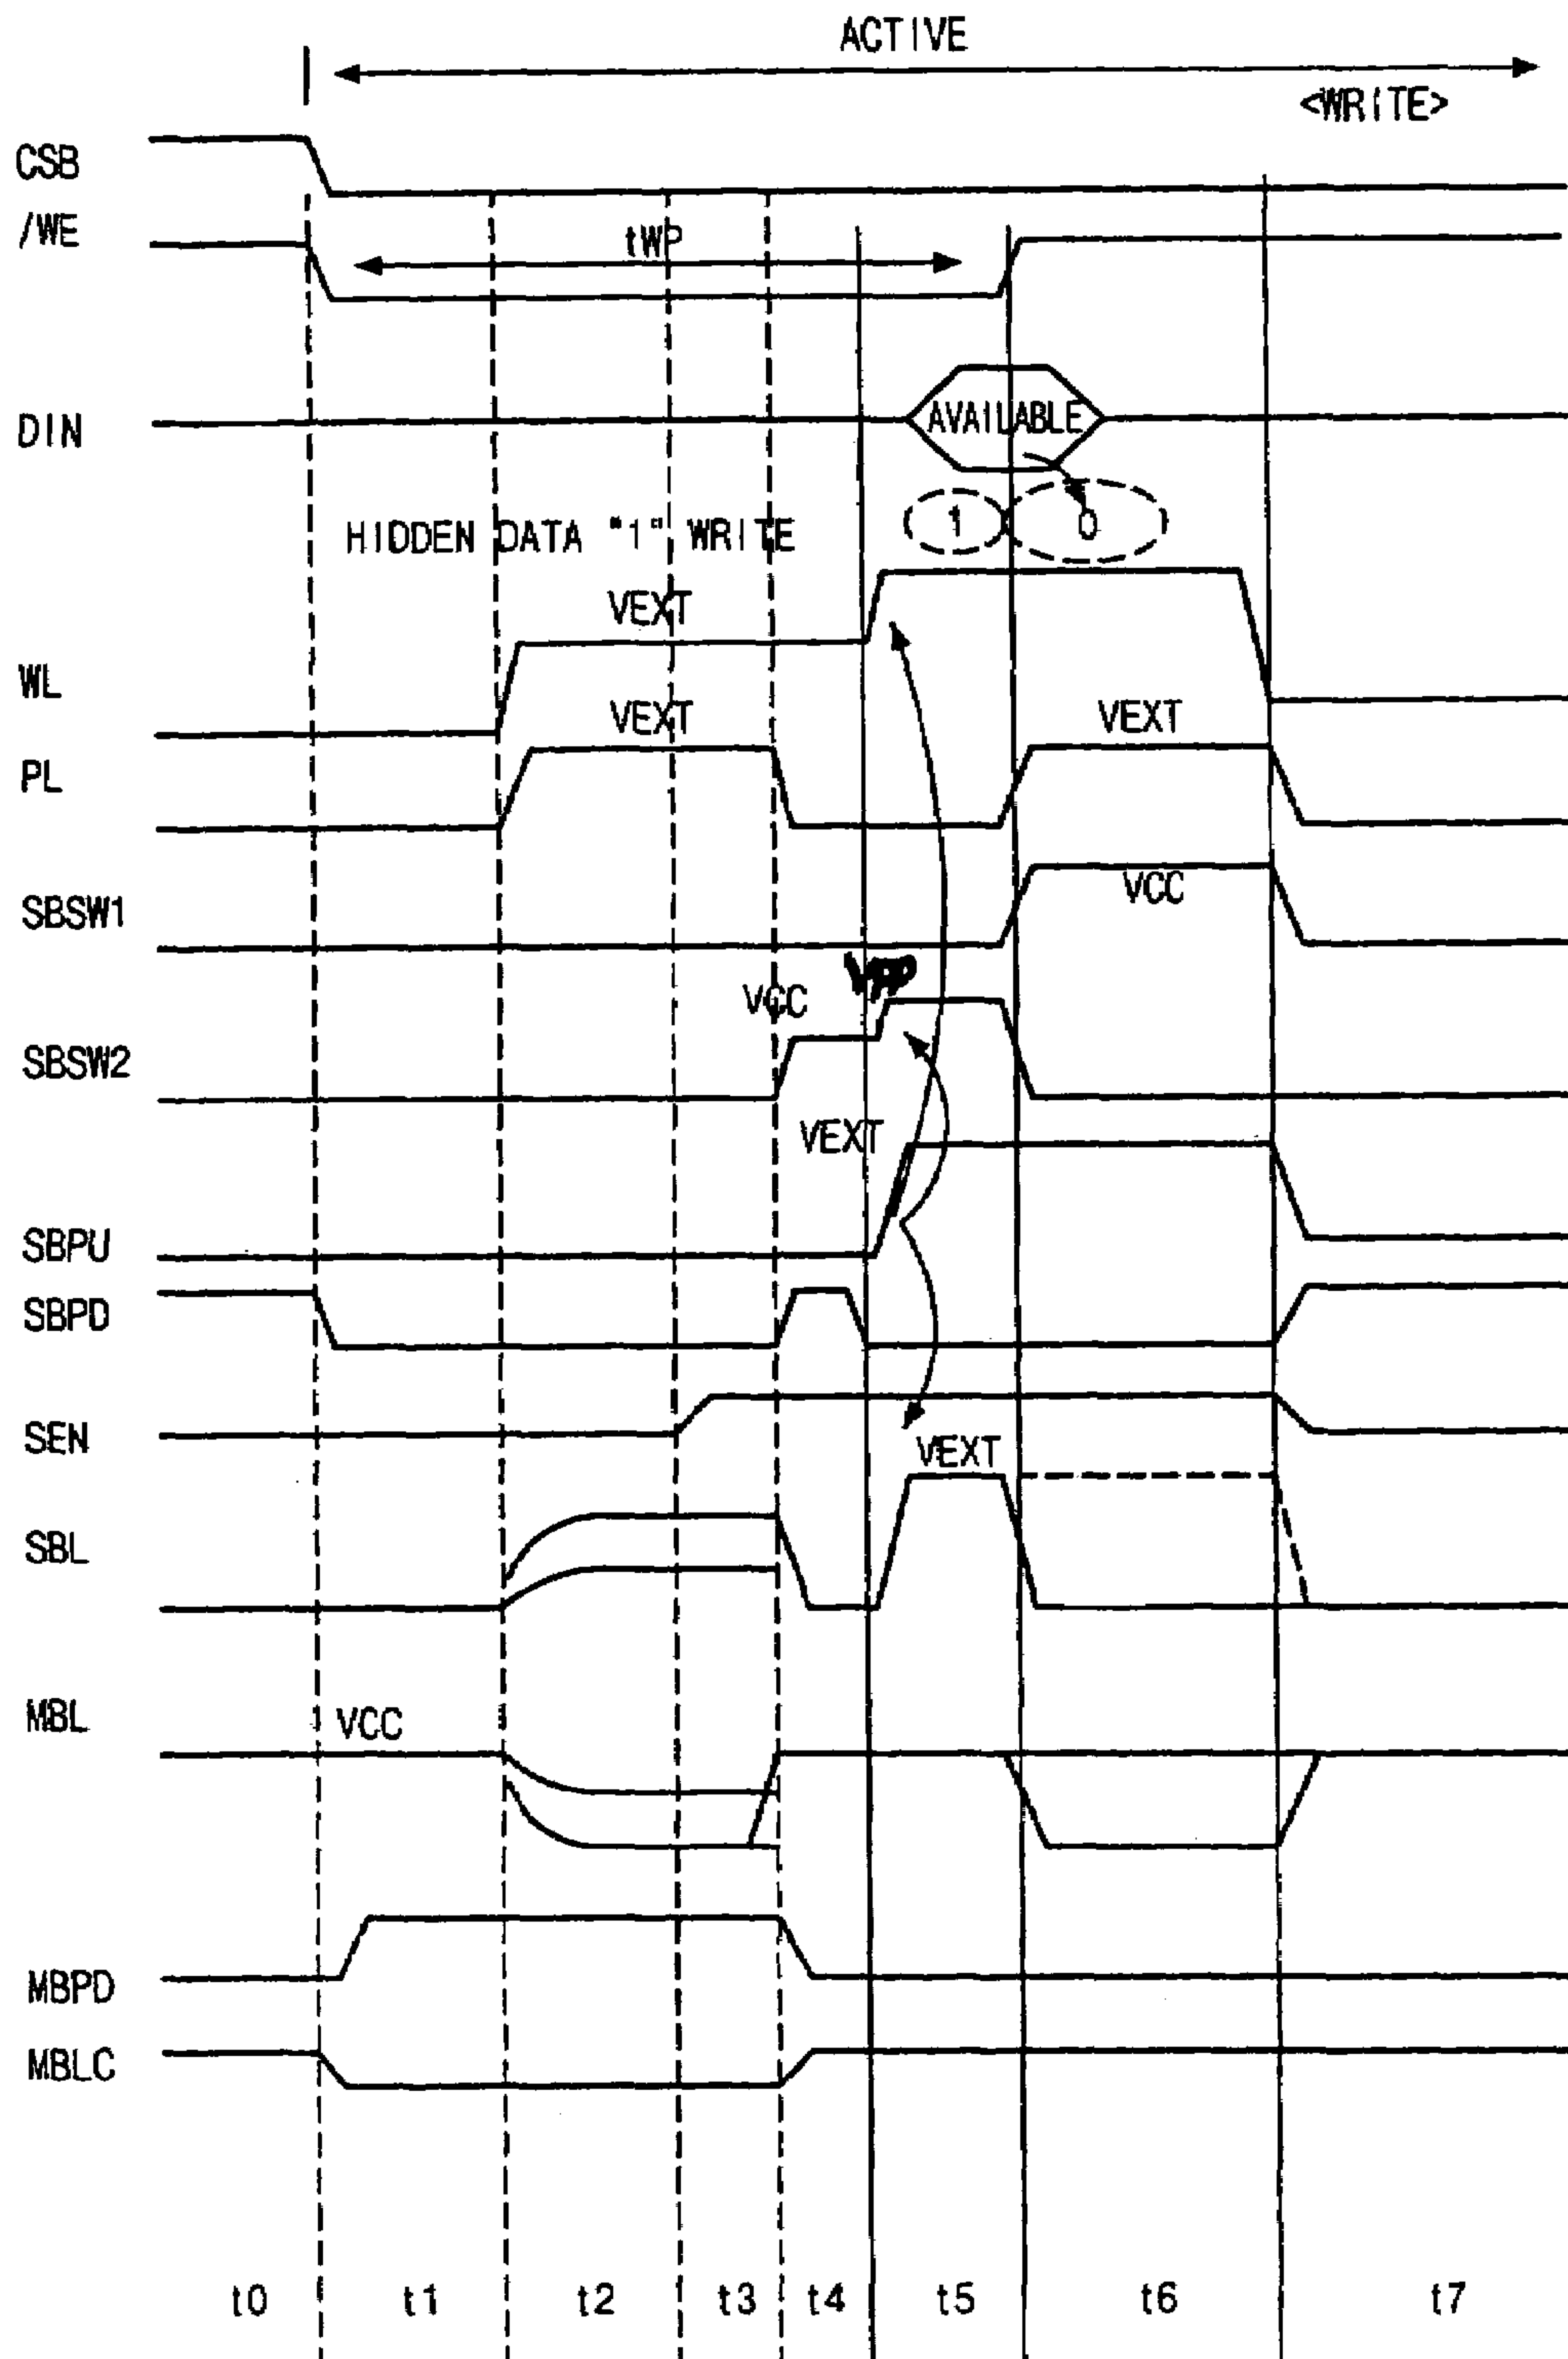 ACTIVE
<WRITE>
CSB
/WE
tWP
DIN
AVAILABLE
HIDDEN DATA "1" WRITE
1
0
VEXT
WL
VEXT
VEXT
PL
VCC
SBSW1
Vpp
VCC
SBSW2
VEXT
SBPU
SBPD
SEN
VEXT
SBL
MBL
VCC
MBPD
MBLC
t0 t1 t2 t3 t4 t5 t6 t7